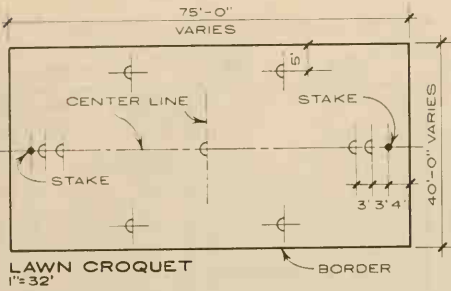 75'-0"
VARIES
5'
CENTER LINE
STAKE
STAKE
40'-0" VARIES
3' 3' 4'
LAWN CROQUET
1"=32'
BORDER